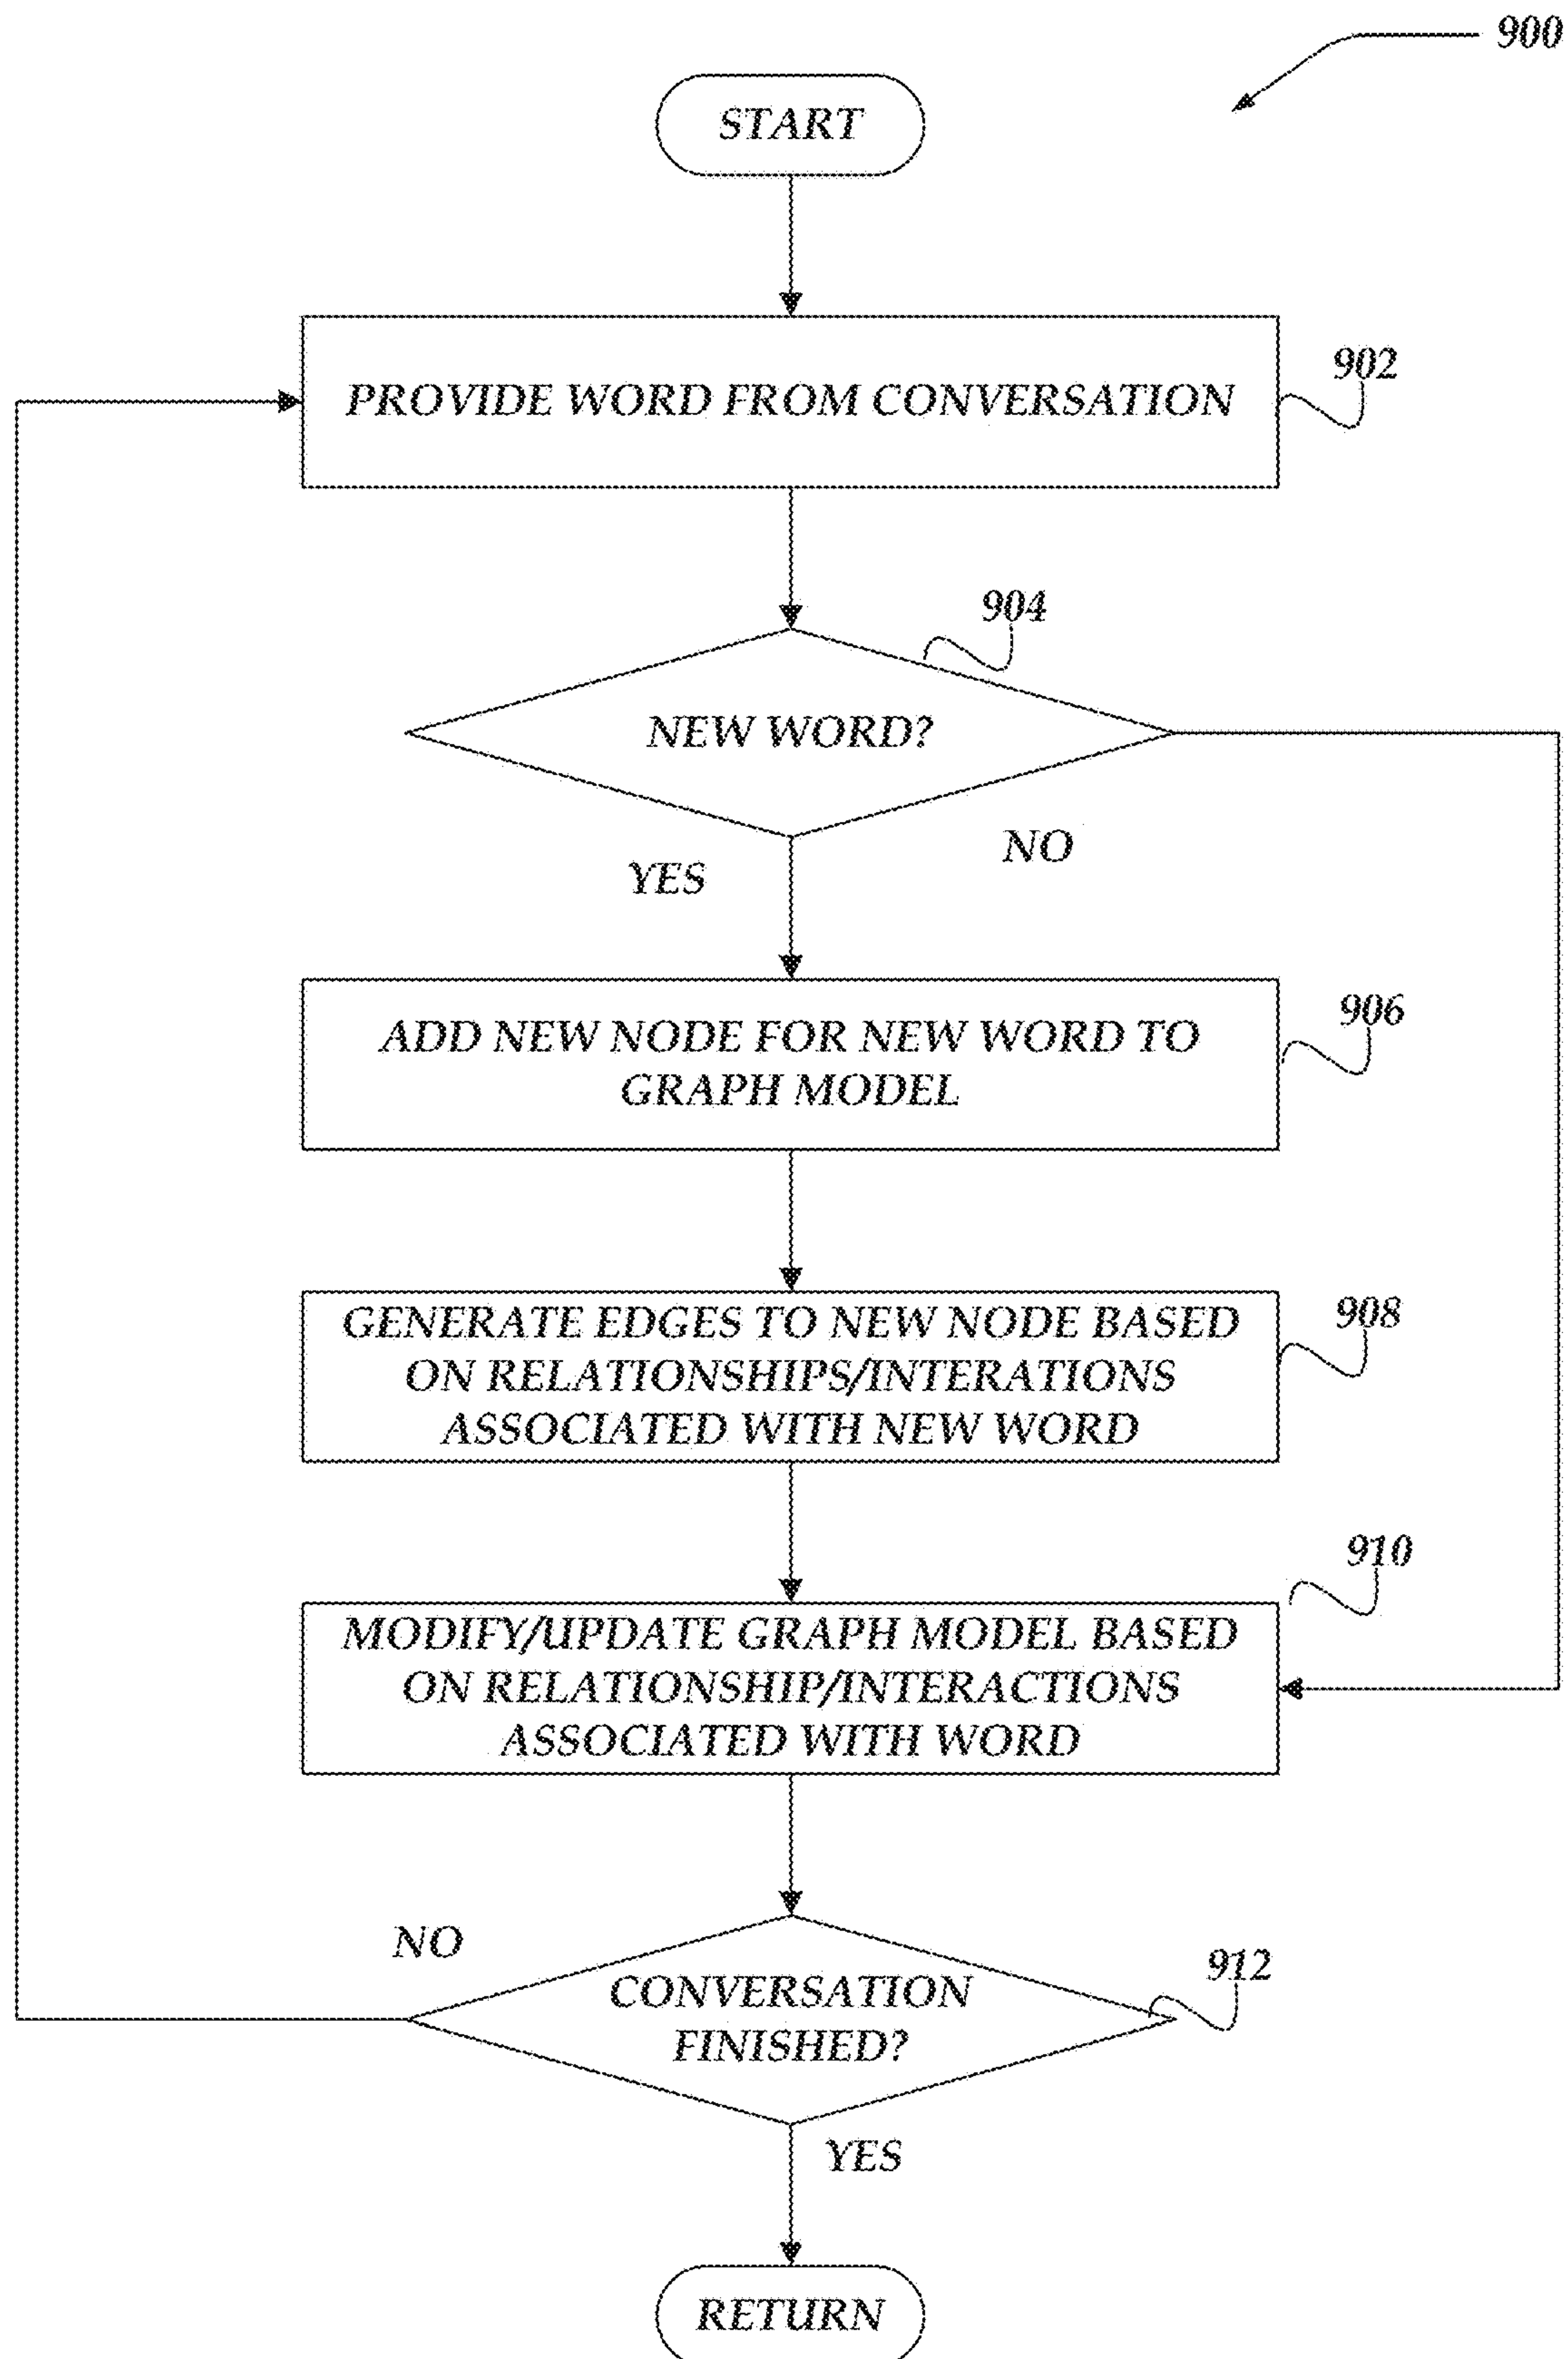 900
START
PROVIDE WORD FROM CONVERSATION
902
904
NEW WORD?
NO
YES
ADD NEW NODE FOR NEW WORD TO
GRAPH MODEL
906
GENERATE EDGES TO NEW NODE BASED
ON RELATIONSHIPS/INTERATIONS
ASSOCIATED WITH NEW WORD
908
910
MODIFY/UPDATE GRAPH MODEL BASED
ON RELATIONSHIP/INTERACTIONS
ASSOCIATED WITH WORD
NO
912
CONVERSATION
FINISHED?
YES
RETURN